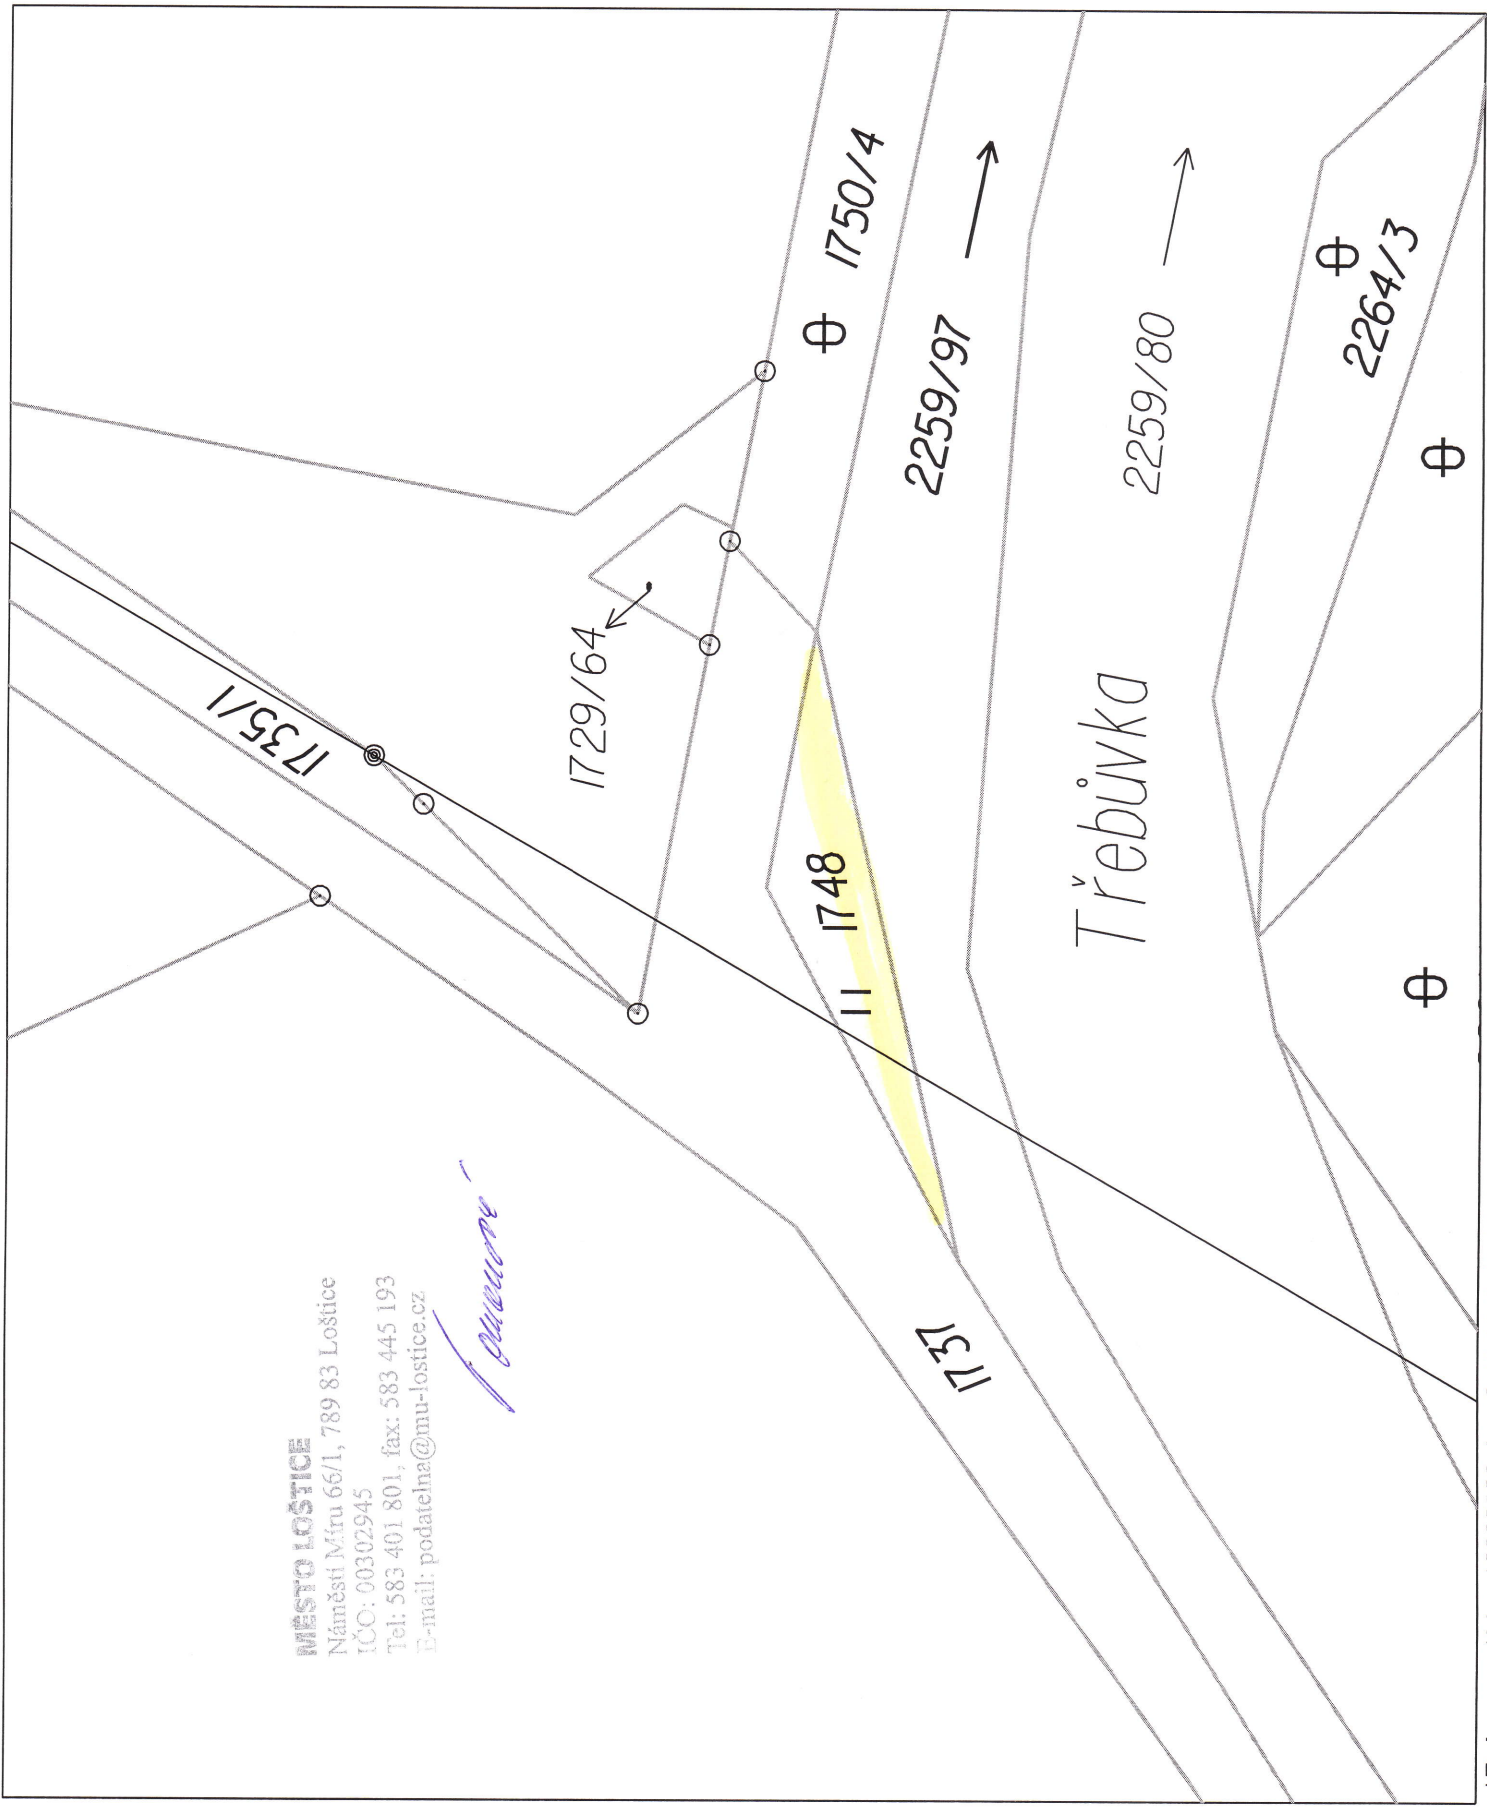 MĚSTO LOŠTICE
Náměstí Míru 66/1, 789 83 Loštice
IČO: 00302945
Tel: 583 401 801, fax: 583 445 193
E-mail: podatelna@mu-lostice.cz
1735/1
1729/64
1750/4
1748
2259/97
1737
2259/80
Třebůvka
2264/3